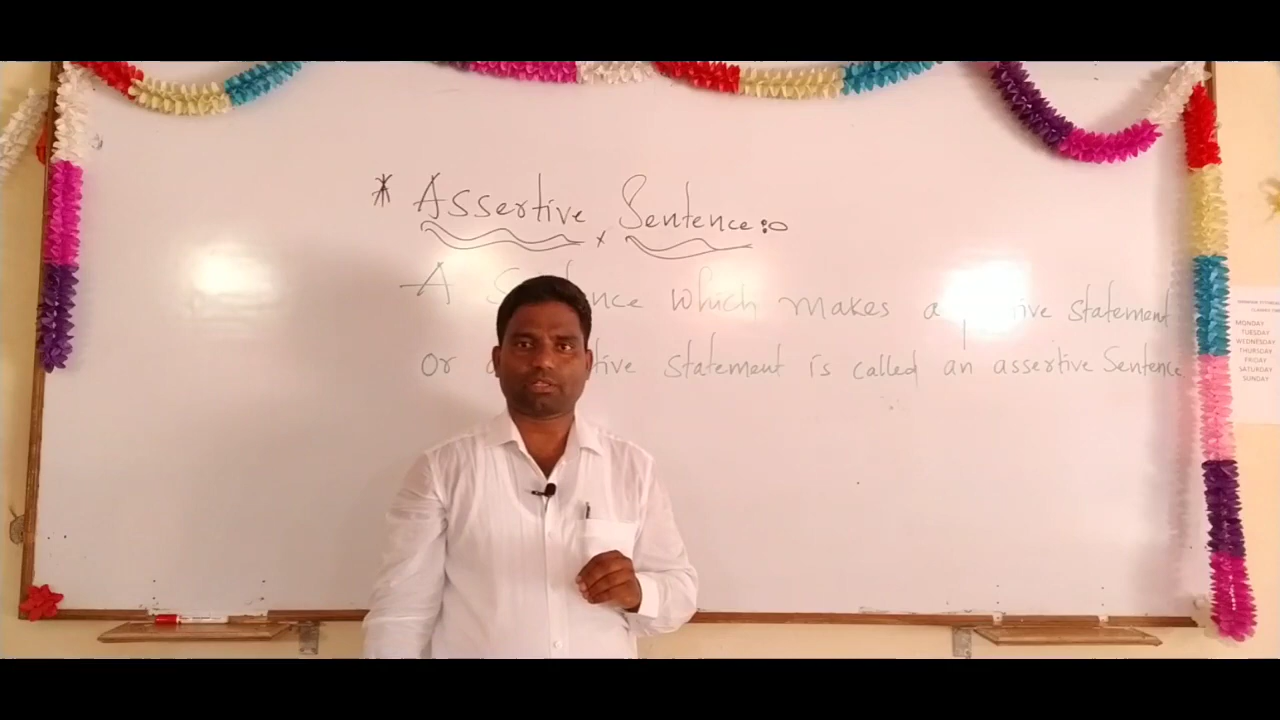 * Assertive Sentence:
A Sentence which makes a statement
Or a statement is called an assertive Sentence
MONDAY
TUESDAY
WEDNESDAY
THURSDAY
FRIDAY
SATURDAY
SUNDAY